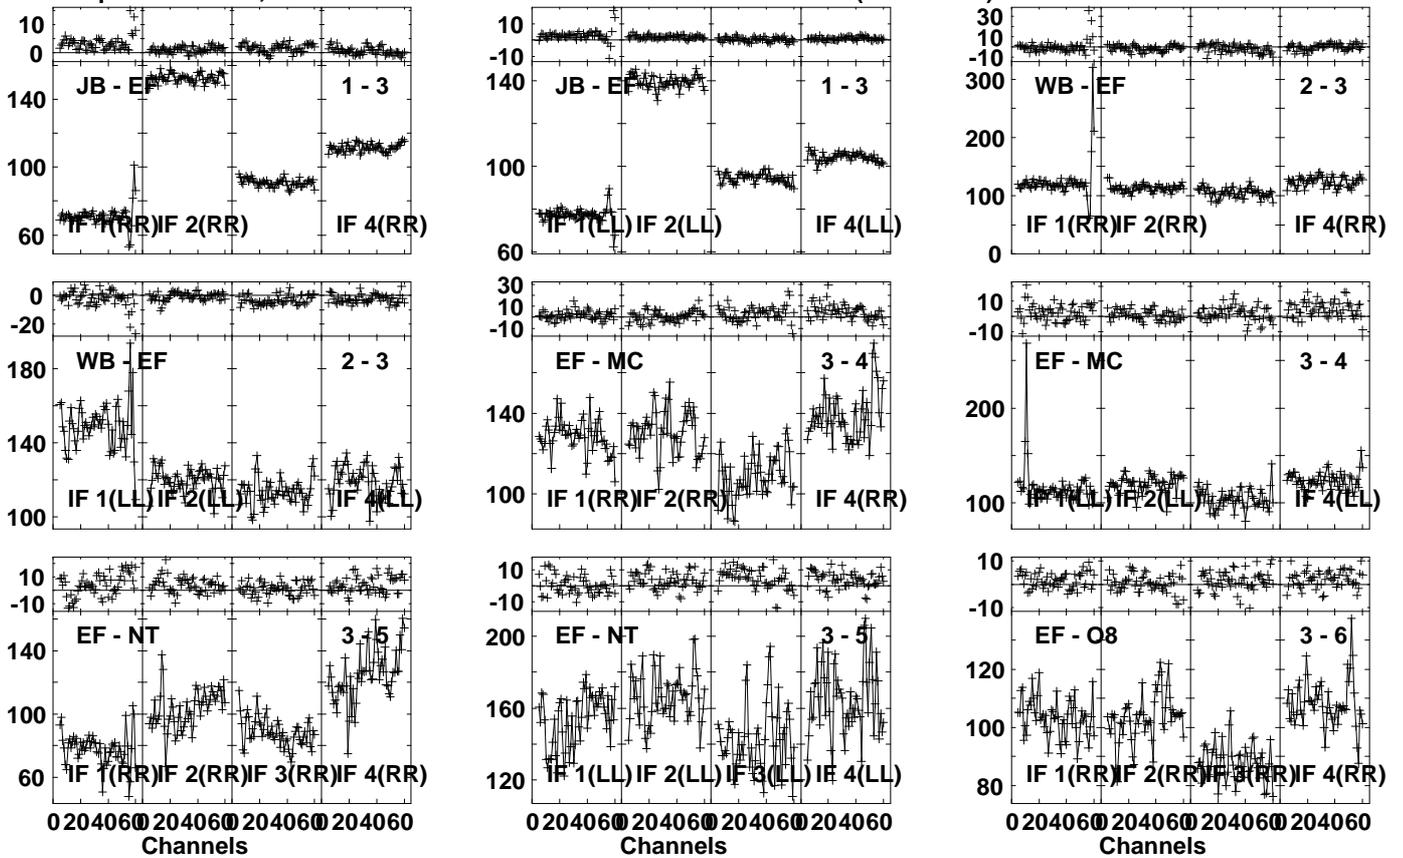 10 10 30
0 -10 10
-10
JB - EF 1 - 3 JB - EF 1 - 3 WB - EF 2 - 3
140 140 300
200
100 100 100
IF 1(RR) IF 2(RR) IF 4(RR) IF 1(LL) IF 2(LL) IF 4(LL) IF 1(RR) IF 2(RR) IF 4(RR)
60 60 0
0 30 10
-20 10 -10
-10
WB - EF 2 - 3 EF - MC 3 - 4 EF - MC 3 - 4
180 140 200
140
IF 1(LL) IF 2(LL) IF 4(LL) IF 1(RR) IF 2(RR) IF 4(RR) IF 1(LL) IF 2(LL) IF 4(LL)
100 100 100
10 10 10
-10 -10 -10
EF - NT 3 - 5 EF - NT 3 - 5 EF - O8 3 - 6
140 200 120
100 160 100
60 120 80
IF 1(RR) IF 2(RR) IF 3(RR) IF 4(RR) IF 1(LL) IF 2(LL) IF 3(LL) IF 4(LL) IF 1(RR) IF 2(RR) IF 3(RR) IF 4(RR)
0 20 40 60 0 20 40 60 0 20 40 60 0 20 40 60 0 20 40 60 0 20 40 60 0 20 40 60 0 20 40 60 0 20 40 60 0 20 40 60 0 20 40 60 0 20 40 60
Channels Channels Channels